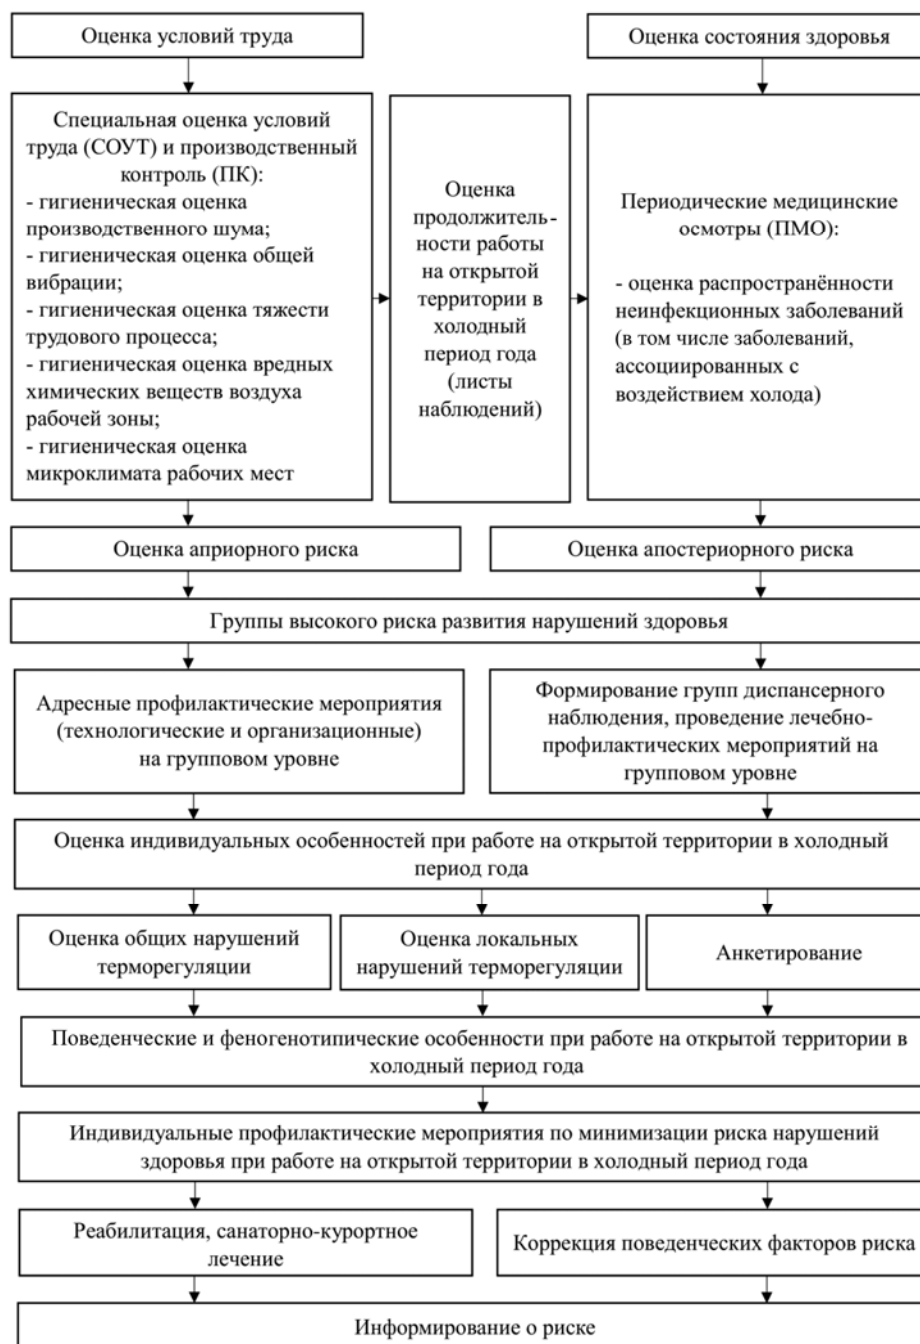 Оценка условий труда
Оценка состояния здоровья
Специальная оценка условий
труда (СОУТ) и производственный
контроль (ПК):
- гигиеническая оценка
производственного шума;
- гигиеническая оценка общей
вибрации;
- гигиеническая оценка тяжести
трудового процесса;
- гигиеническая оценка вредных
химических веществ воздуха
рабочей зоны;
- гигиеническая оценка
микроклимата рабочих мест
Оценка
продолжитель-
ности работы
на открытой
территории в
холодный
период года
(листы
наблюдений)
Периодические медицинские
осмотры (ПМО):
- оценка распространённости
неинфекционных заболеваний
(в том числе заболеваний,
ассоциированных с
воздействием холода)
Оценка априорного риска
Оценка апостериорного риска
Группы высокого риска развития нарушений здоровья
Адресные профилактические мероприятия
(технологические и организационные)
на групповом уровне
Формирование групп диспансерного
наблюдения, проведение лечебно-
профилактических мероприятий на
групповом уровне
Оценка индивидуальных особенностей при работе на открытой территории в холодный
период года
Оценка общих нарушений
терморегуляции
Оценка локальных
нарушений терморегуляции
Анкетирование
Поведенческие и феногенотипические особенности при работе на открытой территории в
холодный период года
Индивидуальные профилактические мероприятия по минимизации риска нарушений
здоровья при работе на открытой территории в холодный период года
Реабилитация, санаторно-курортное
лечение
Коррекция поведенческих факторов риска
Информирование о риске